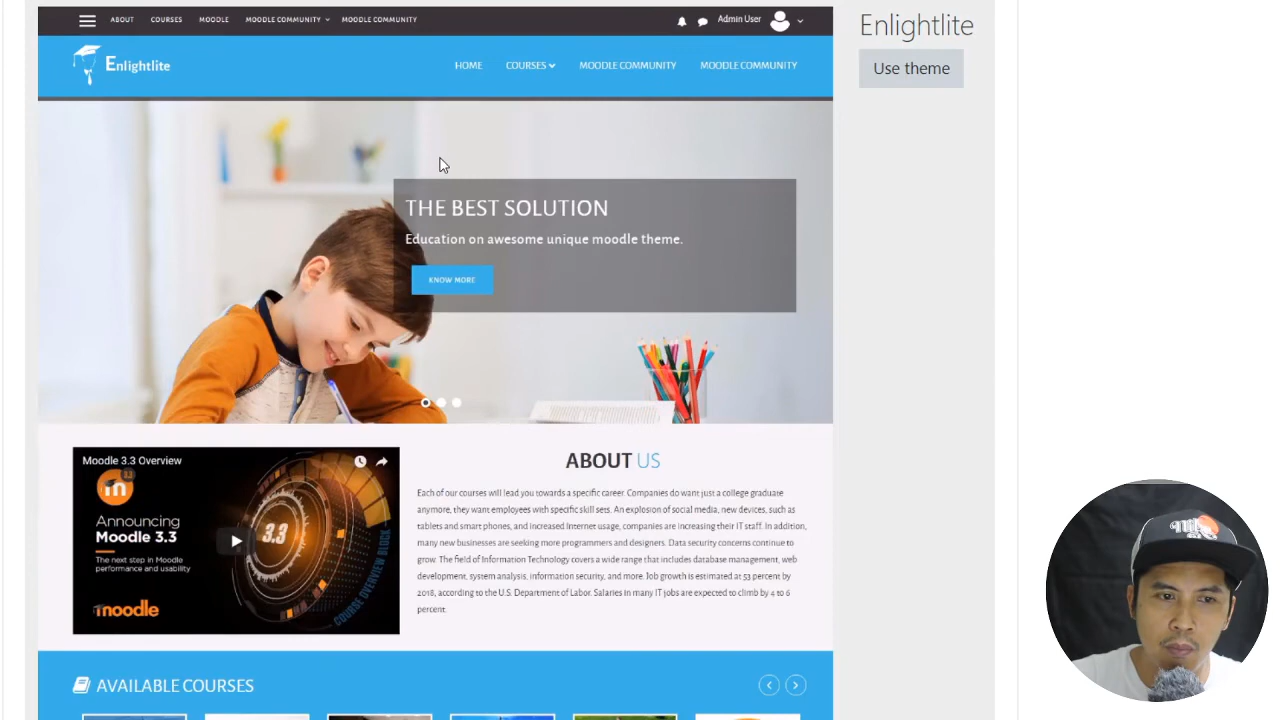 ABOUT COURSES MOODLE MOODLE COMMUNITY MOODLE COMMUNITY Admin User
Enlightlite
HOME COURSES MOODLE COMMUNITY MOODLE COMMUNITY
Enlightlite
Use theme
THE BEST SOLUTION
Education on awesome unique moodle theme.
KNOW MORE
Moodle 3.3 Overview
3.3
m
Announcing
Moodle 3.3
The next step in Moodle
performance and usability
moodle
3.3
COURSE OVERVIEW BLOCK
ABOUT US
Each of our courses will lead you towards a specific career. Companies do want just a college graduate
anymore, they want employees with specific skill sets. An explosion of social media, new devices, such as
tablets and smart phones, and increased Internet usage, companies are increasing their IT staff. In addition,
many new businesses are seeking more programmers and designers. Data security concerns continue to
grow. The field of Information Technology covers a wide range that includes database management, web
development, system analysis, information security, and more. Job growth is estimated at 53 percent by
2018, according to the U.S. Department of Labor. Salaries in many IT jobs are expected to climb by 4 to 6
percent.
AVAILABLE COURSES